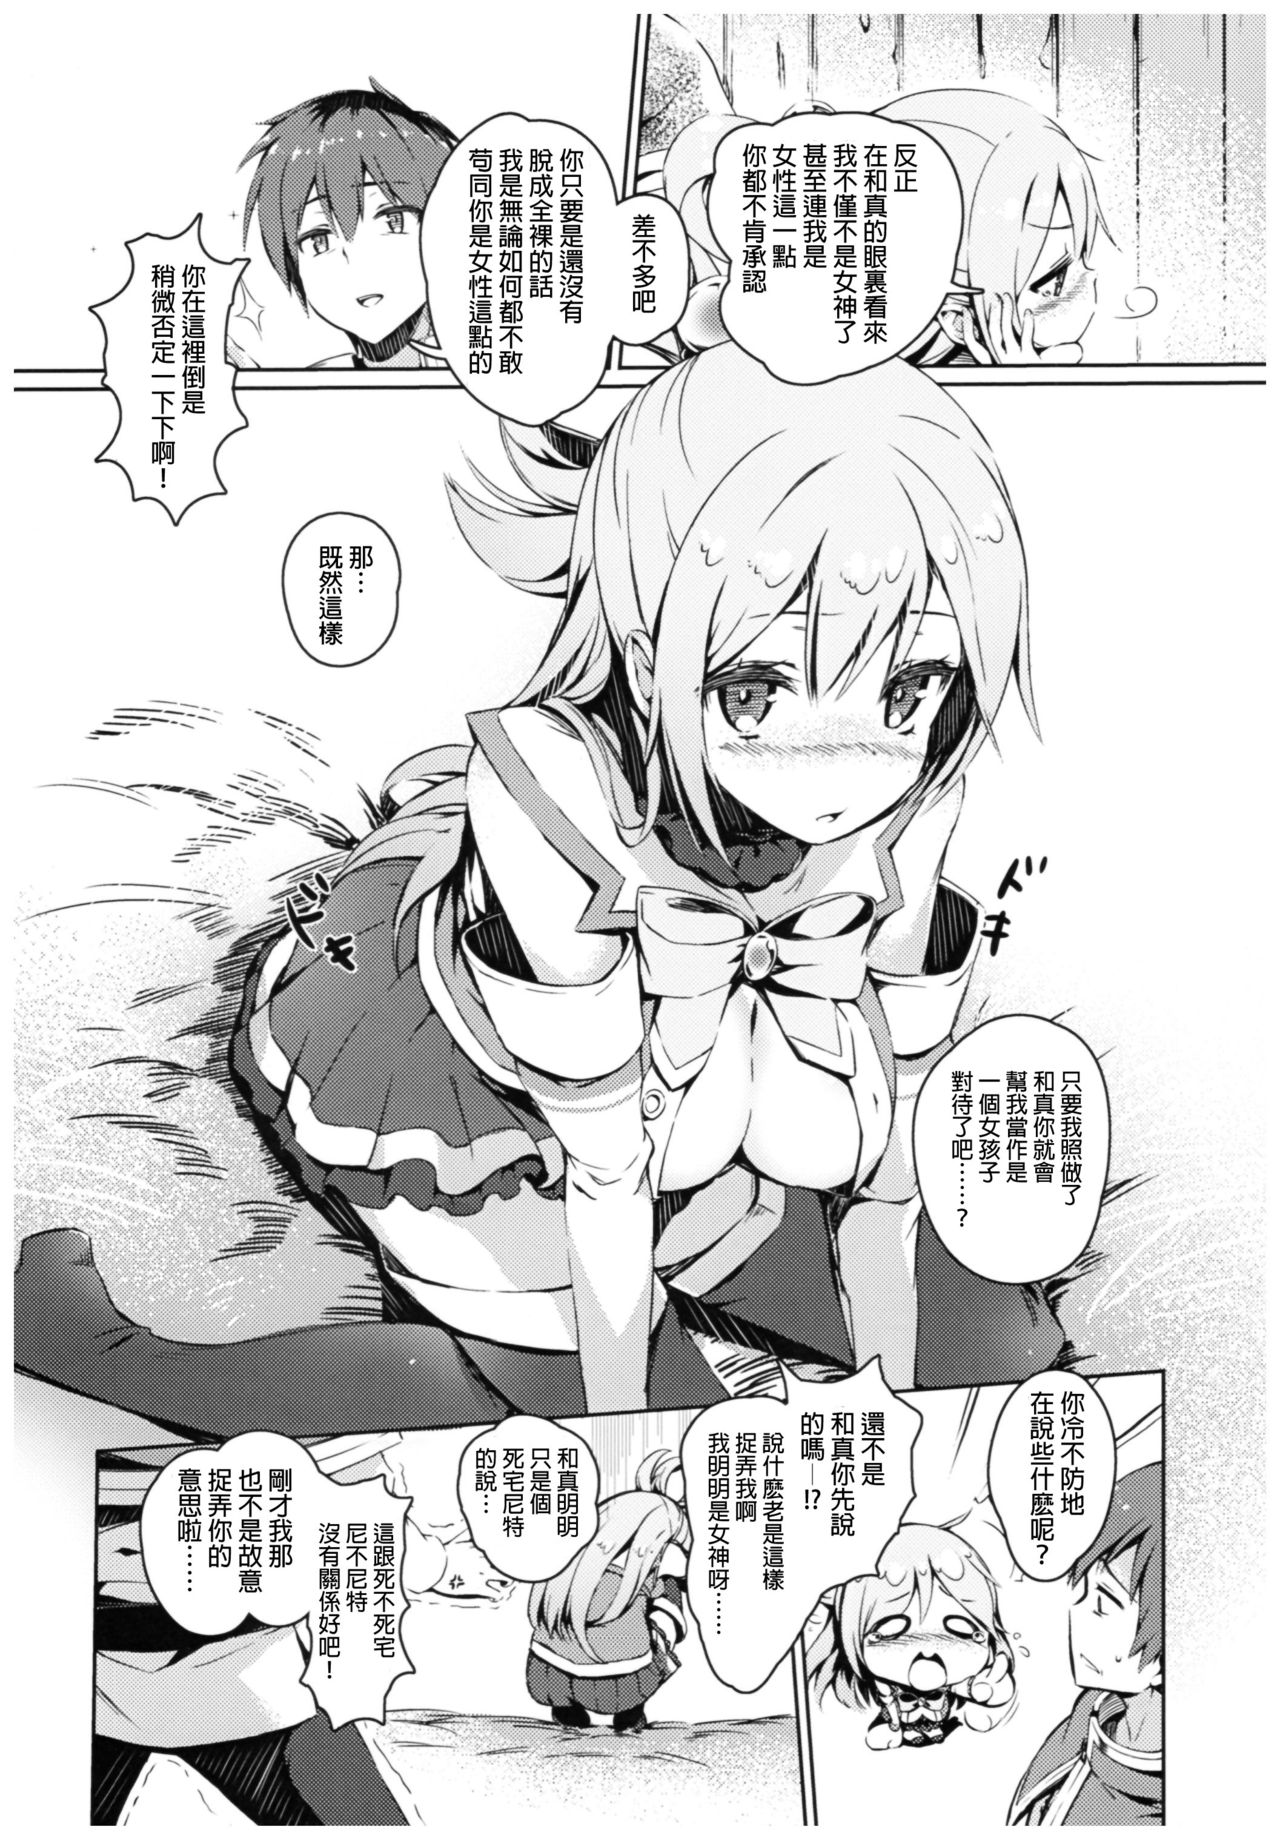 反正
在和真的眼裏看來
我不僅不是女神了
甚至連我是
女性這一點
你都不肯承認
差不多吧
你只要是還沒有
脫成全裸的話
我是無論如何都不敢
苟同你是女性這點的
你在這裡倒是
稍微否定一下下啊！
那…
既然這樣
ドキ
ドキ
只要我照做了
和真你就會
幫我當作是
一個女孩子
對待了吧……？
你冷不防地
在說些什麽呢？
還不是
和真你先說
的嗎—⁉
說什麽老是這樣
捉弄我啊
我明明是女神呀……
和真明明
只是個
死宅尼特
的說…
這跟死不死宅
尼不尼特
沒有關係好吧！
剛才我那
也不是故意
捉弄你的
意思啦……